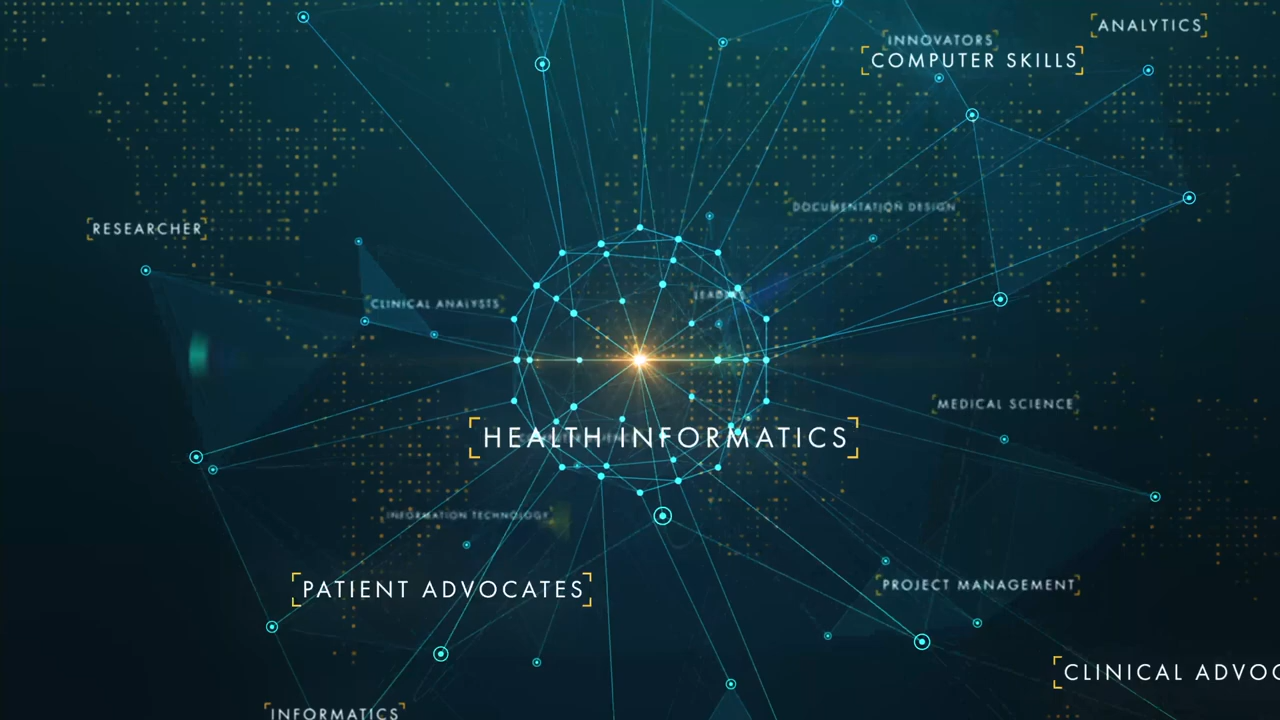 ANALYTICS
INNOVATORS
COMPUTER SKILLS
DOCUMENTATION DESIGN
RESEARCHER
CLINICAL ANALYSTS
MEDICAL SCIENCE
HEALTH INFORMATICS
INFORMATION TECHNOLOGY
PATIENT ADVOCATES
PROJECT MANAGEMENT
CLINICAL ADVOC
INFORMATICS